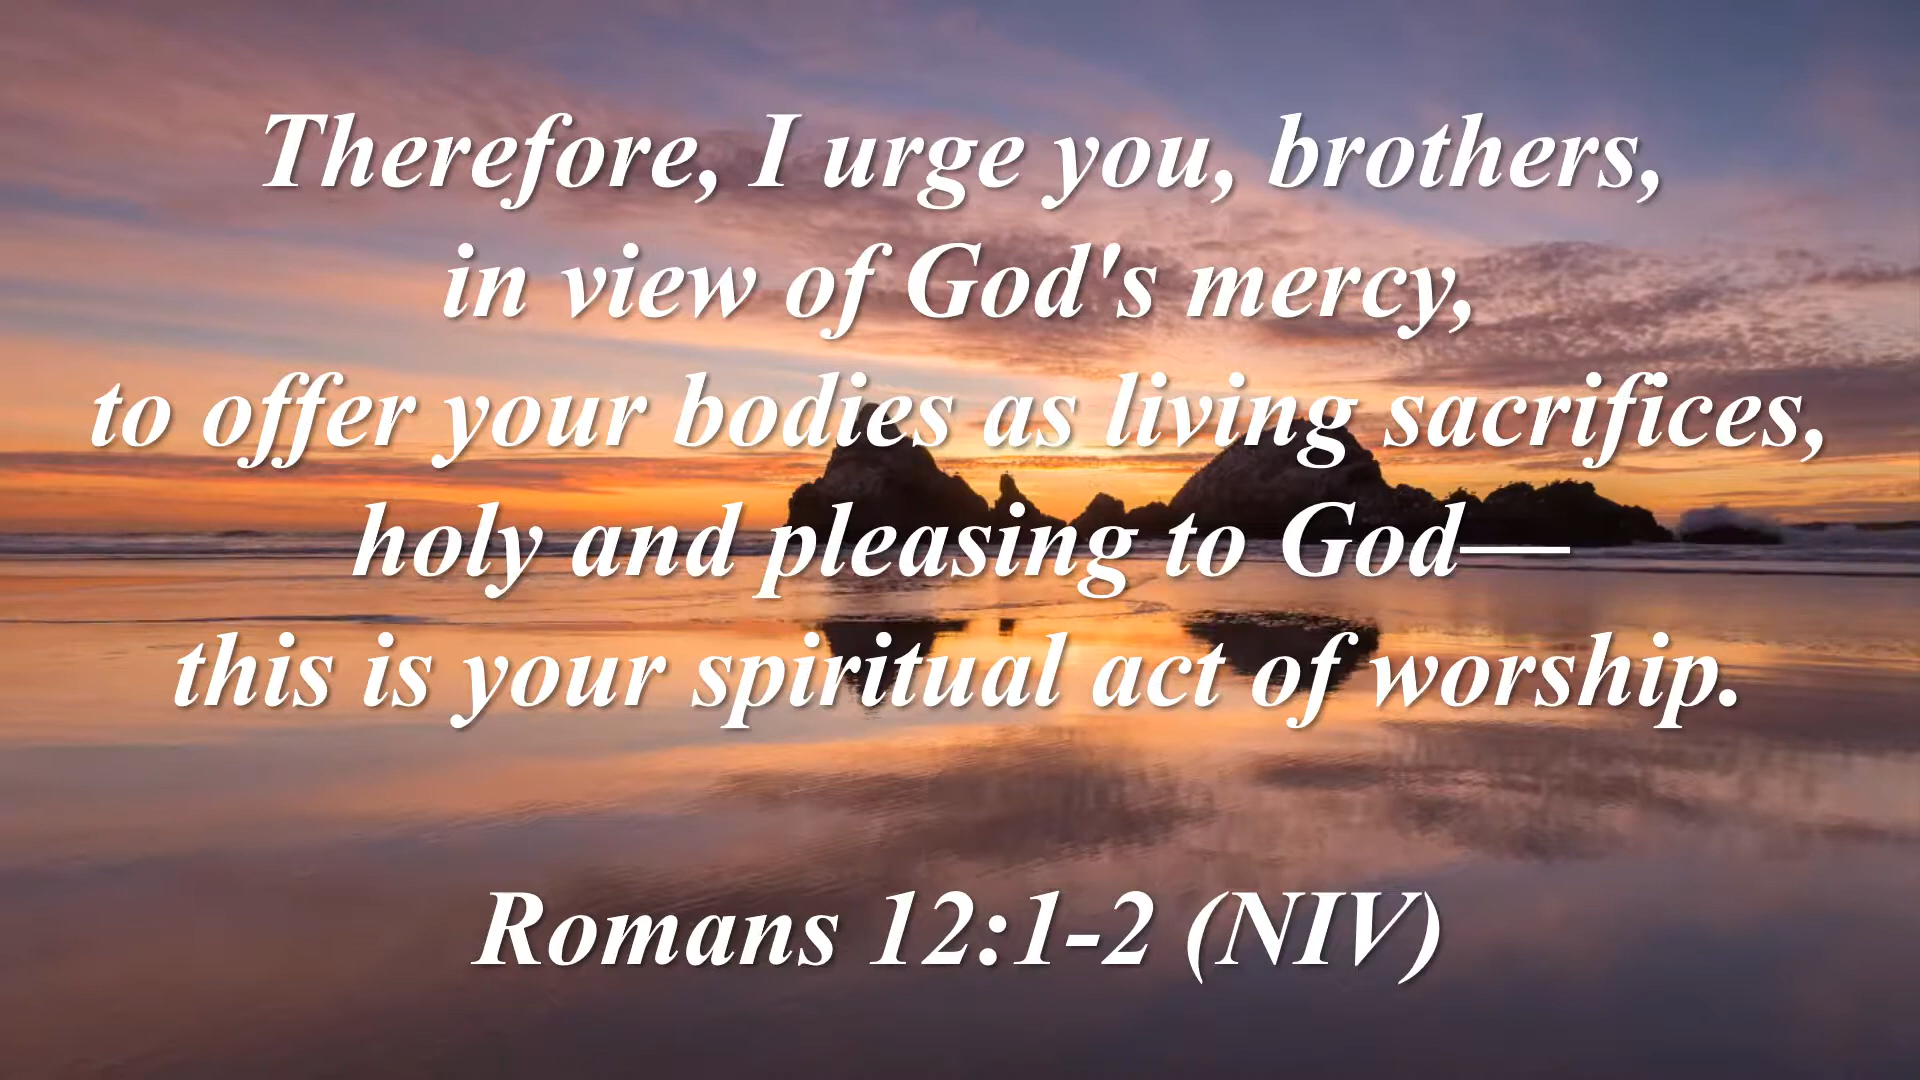 Therefore, I urge you, brothers,
in view of God's mercy,
to offer your bodies as living sacrifices,
holy and pleasing to God—
this is your spiritual act of worship.
Romans 12:1-2 (NIV)